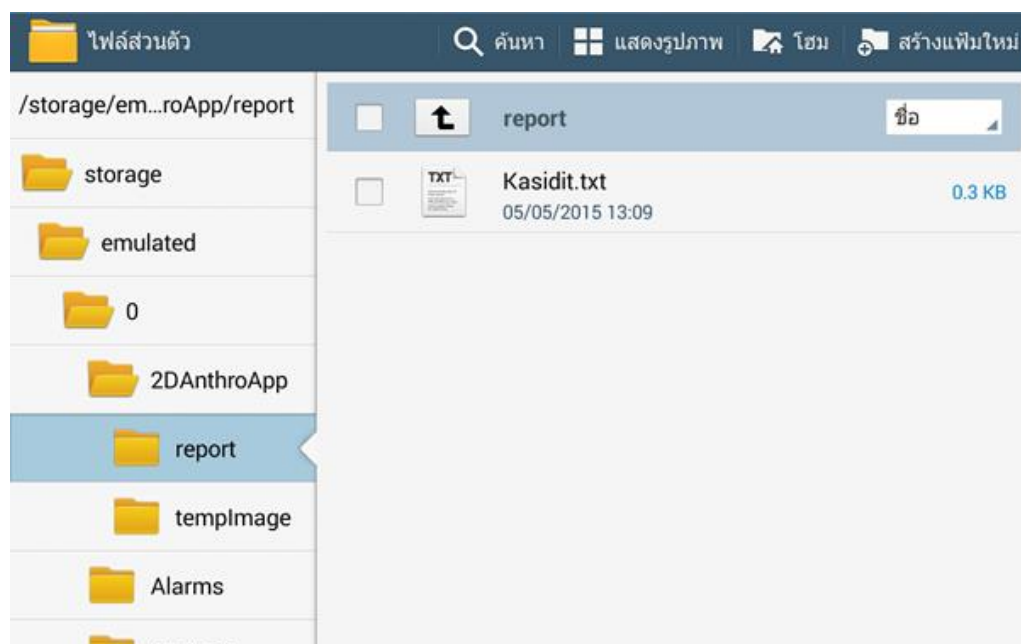 ไฟล์ส่วนตัว
ค้นหา
แสดงรูปภาพ
โฮม
สร้างแฟ้มใหม่
/storage/em...roApp/report
storage
emulated
0
2DAnthroApp
report
tempImage
Alarms
report
ชื่อ
TXT
Kasidit.txt
05/05/2015 13:09
0.3 KB